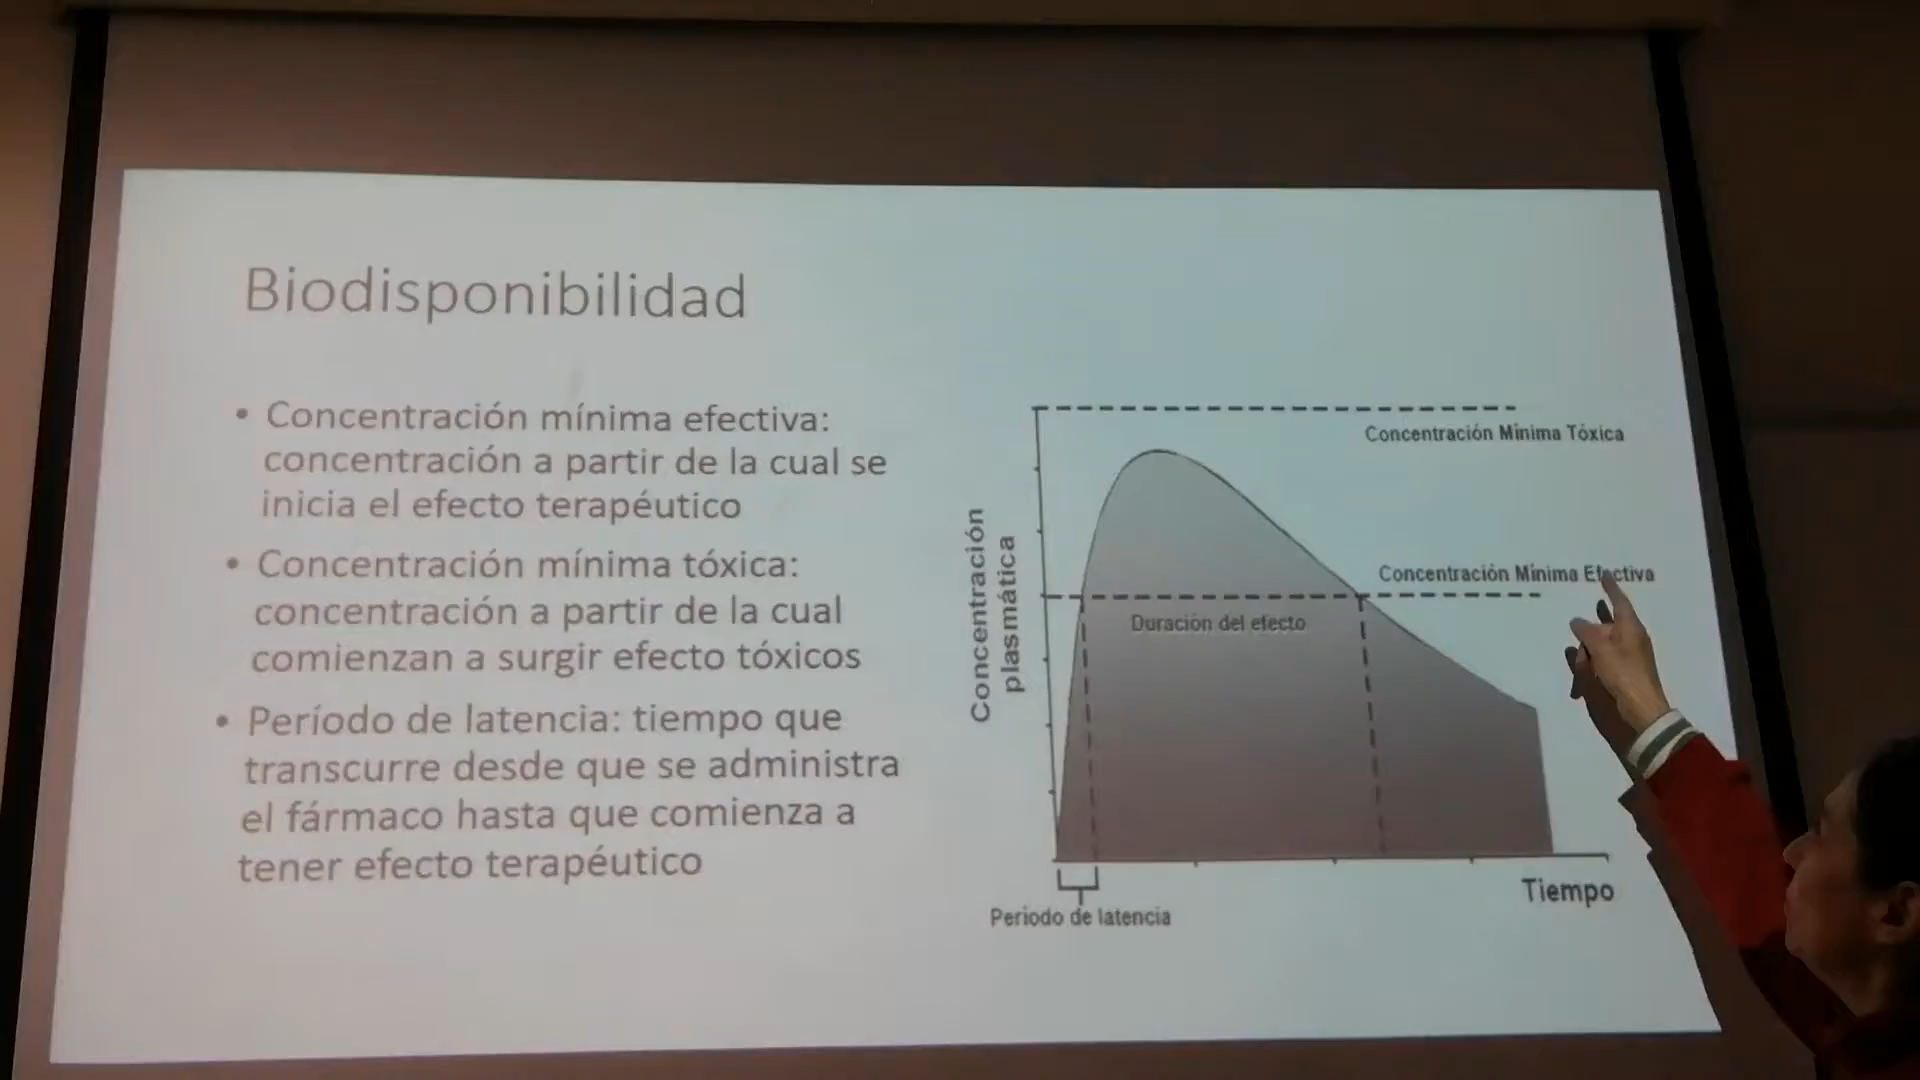 Biodisponibilidad
• Concentración mínima efectiva:
concentración a partir de la cual se
inicia el efecto terapéutico
• Concentración mínima tóxica:
concentración a partir de la cual
comienzan a surgir efecto tóxicos
• Período de latencia: tiempo que
transcurre desde que se administra
el fármaco hasta que comienza a
tener efecto terapéutico
Concentración Mínima Tóxica
Concentración Mínima Efectiva
Duración del efecto
Concentración
plasmática
Tiempo
Periodo de latencia